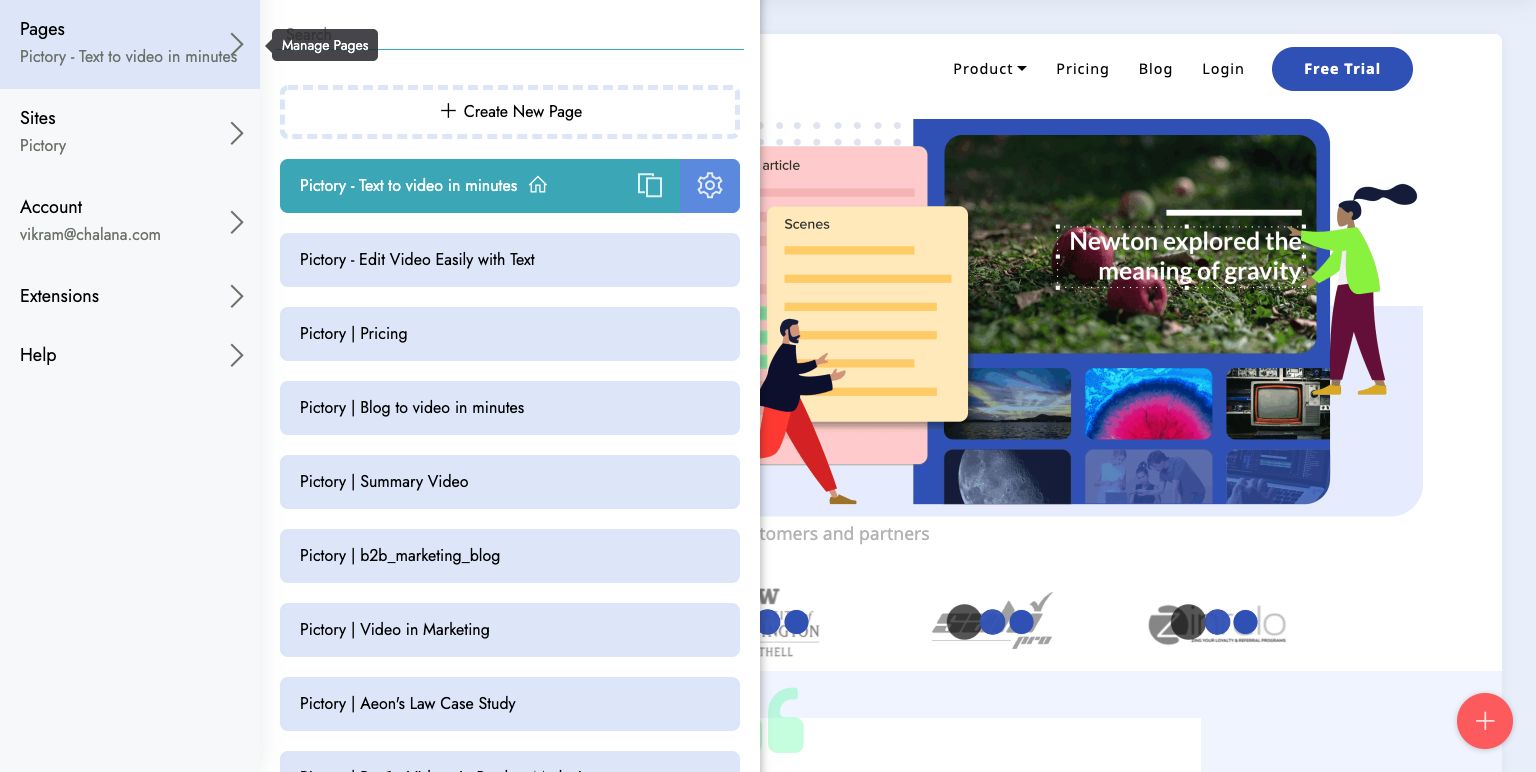 Pages
Pictory - Text to video in minutes
Sites
Pictory
Account
vikram@chalana.com
Extensions
Help
Search
Manage Pages
Create New Page
Pictory - Text to video in minutes
Pictory - Edit Video Easily with Text
Pictory | Pricing
Pictory | Blog to video in minutes
Pictory | Summary Video
Pictory | b2b_marketing_blog
Pictory | Video in Marketing
Pictory | Aeon's Law Case Study
Product
Pricing
Blog
Login
Free Trial
article
Scenes
Newton explored the
meaning of gravity
tomers and partners
W
NGTON
THELL
pro
ZING YOUR LOYALTY & REFERRAL PROGRAMS